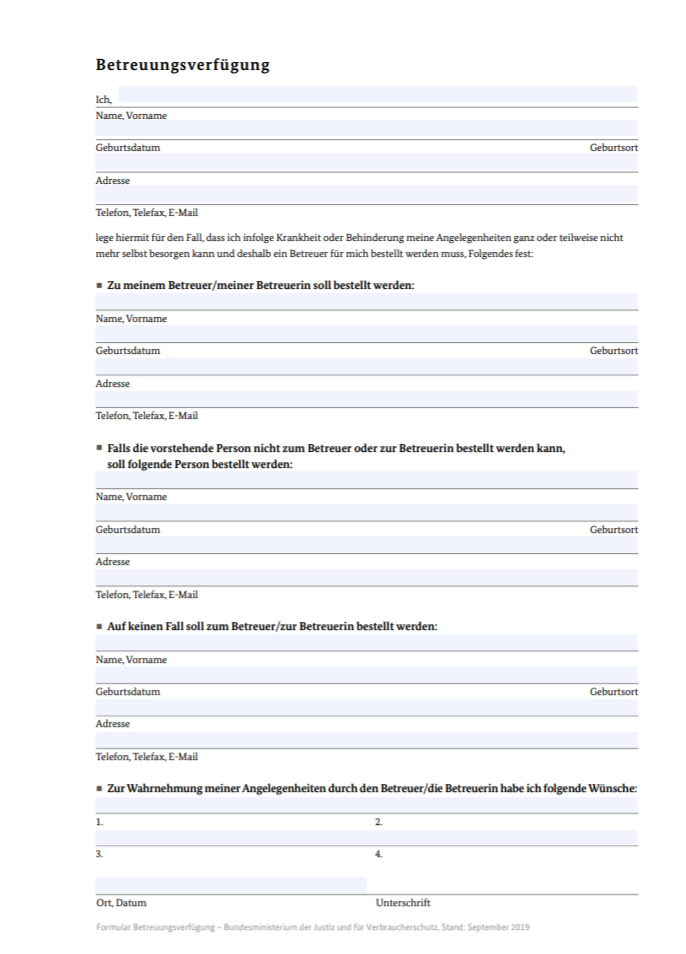 Betreuungsverfügung
Ich,
Name, Vorname
Geburtsdatum Geburtsort
Adresse
Telefon, Telefax, E-Mail
lege hiermit für den Fall, dass ich infolge Krankheit oder Behinderung meine Angelegenheiten ganz oder teilweise nicht
mehr selbst besorgen kann und deshalb ein Betreuer für mich bestellt werden muss, Folgendes fest:
■ Zu meinem Betreuer/meiner Betreuerin soll bestellt werden:
Name, Vorname
Geburtsdatum Geburtsort
Adresse
Telefon, Telefax, E-Mail
■ Falls die vorstehende Person nicht zum Betreuer oder zur Betreuerin bestellt werden kann,
soll folgende Person bestellt werden:
Name, Vorname
Geburtsdatum Geburtsort
Adresse
Telefon, Telefax, E-Mail
■ Auf keinen Fall soll zum Betreuer/zur Betreuerin bestellt werden:
Name, Vorname
Geburtsdatum Geburtsort
Adresse
Telefon, Telefax, E-Mail
■ Zur Wahrnehmung meiner Angelegenheiten durch den Betreuer/die Betreuerin habe ich folgende Wünsche:
1. 2.
3. 4.
Ort, Datum Unterschrift
Formular Betreuungsverfügung – Bundesministerium der Justiz und für Verbraucherschutz, Stand: September 2019